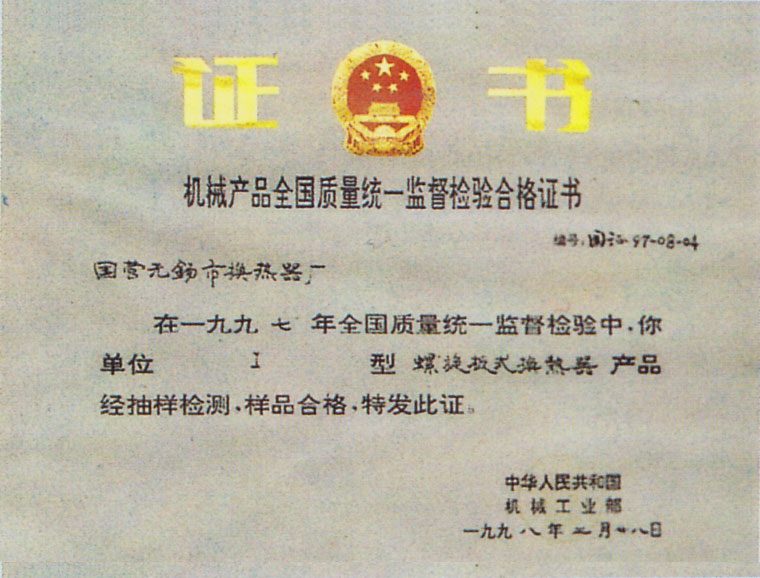 证 书
机械产品全国质量统一监督检验合格证书
编号:国证97-08-04
国营无锡市换热器厂
在一九九七年全国质量统一监督检验中,你
单位 I 型 螺旋板式换热器 产品
经抽样检测,样品合格,特发此证。
中华人民共和国
机械工业部
一九九八年二月廿八日